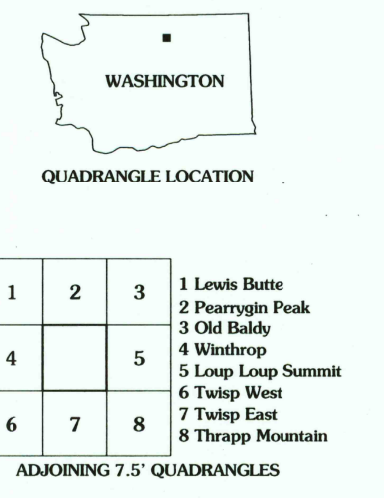 WASHINGTON
QUADRANGLE LOCATION
1 2 3
4 5
6 7 8
1 Lewis Butte
2 Pearrygin Peak
3 Old Baldy
4 Winthrop
5 Loup Loup Summit
6 Twisp West
7 Twisp East
8 Thrapp Mountain
ADJOINING 7.5' QUADRANGLES